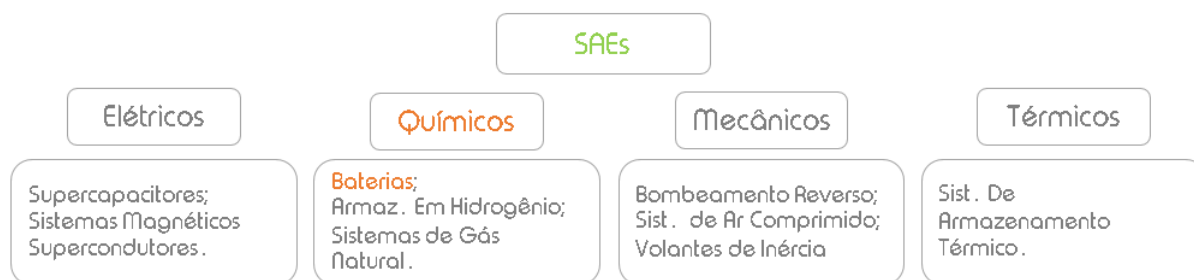 SAEs
Elétricos
Químicos
Mecânicos
Térmicos
Supercapacitores;
Sistemas Magnéticos
Supercondutores.
Baterias;
Armaz. Em Hidrogênio;
Sistemas de Gás
Natural.
Bombeamento Reverso;
Sist. de Ar Comprimido;
Volantes de Inércia
Sist. De
Armazenamento
Térmico.